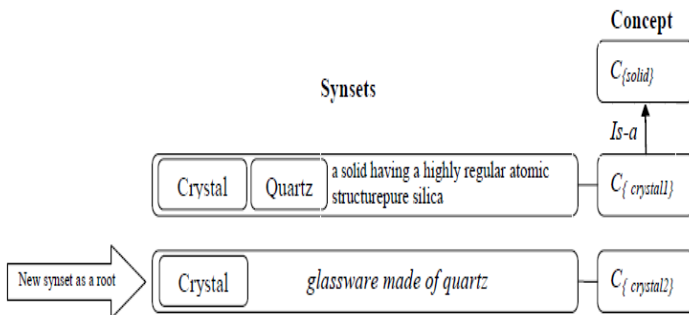 Concept
C{solid}
Synsets
Is-a
Crystal Quartz a solid having a highly regular atomic
structurepure silica
C{ crystal1}
New synset as a root
Crystal glassware made of quartz
C{ crystal2}